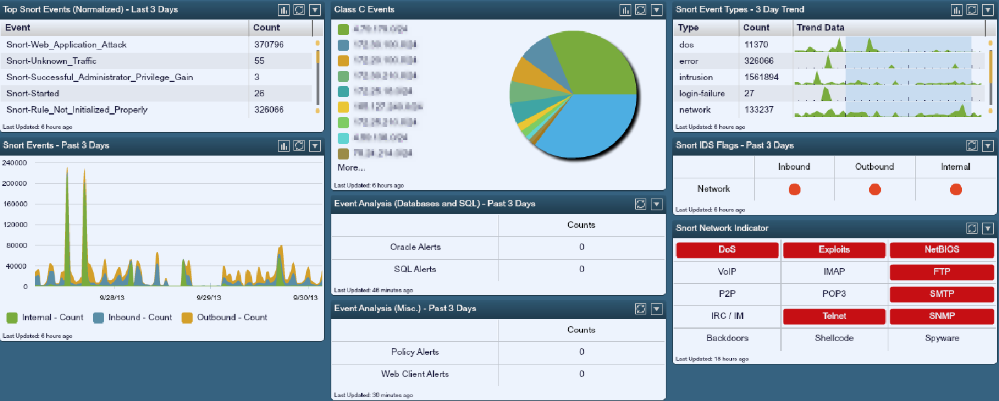 Top Snort Events (Normalized) - Last 3 Days
Event Count
Snort-Web_Application_Attack 370796
Snort-Unknown_Traffic 55
Snort-Successful_Administrator_Privilege_Gain 3
Snort-Started 26
Snort-Rule_Not_Initialized_Properly 326066
Last Updated: 6 hours ago
Snort Events - Past 3 Days
240000
200000
160000
120000
80000
40000
0
9/28/13 9/29/13 9/30/13
Internal - Count Inbound - Count Outbound - Count
Last Updated: 6 hours ago
Class C Events
More...
Last Updated: 6 hours ago
Event Analysis (Databases and SQL) - Past 3 Days
Counts
Oracle Alerts 0
SQL Alerts 0
Last Updated: 46 minutes ago
Event Analysis (Misc.) - Past 3 Days
Counts
Policy Alerts 0
Web Client Alerts 0
Last Updated: 30 minutes ago
Snort Event Types - 3 Day Trend
Type Count Trend Data
dos 11370
error 326066
intrusion 1561894
login-failure 27
network 133237
Last Updated: 6 hours ago
Snort IDS Flags - Past 3 Days
Inbound Outbound Internal
Network
Last Updated: 6 hours ago
Snort Network Indicator
DoS Exploits NetBIOS
VoIP IMAP FTP
P2P POP3 SMTP
IRC / IM Telnet SNMP
Backdoors Shellcode Spyware
Last Updated: 18 hours ago